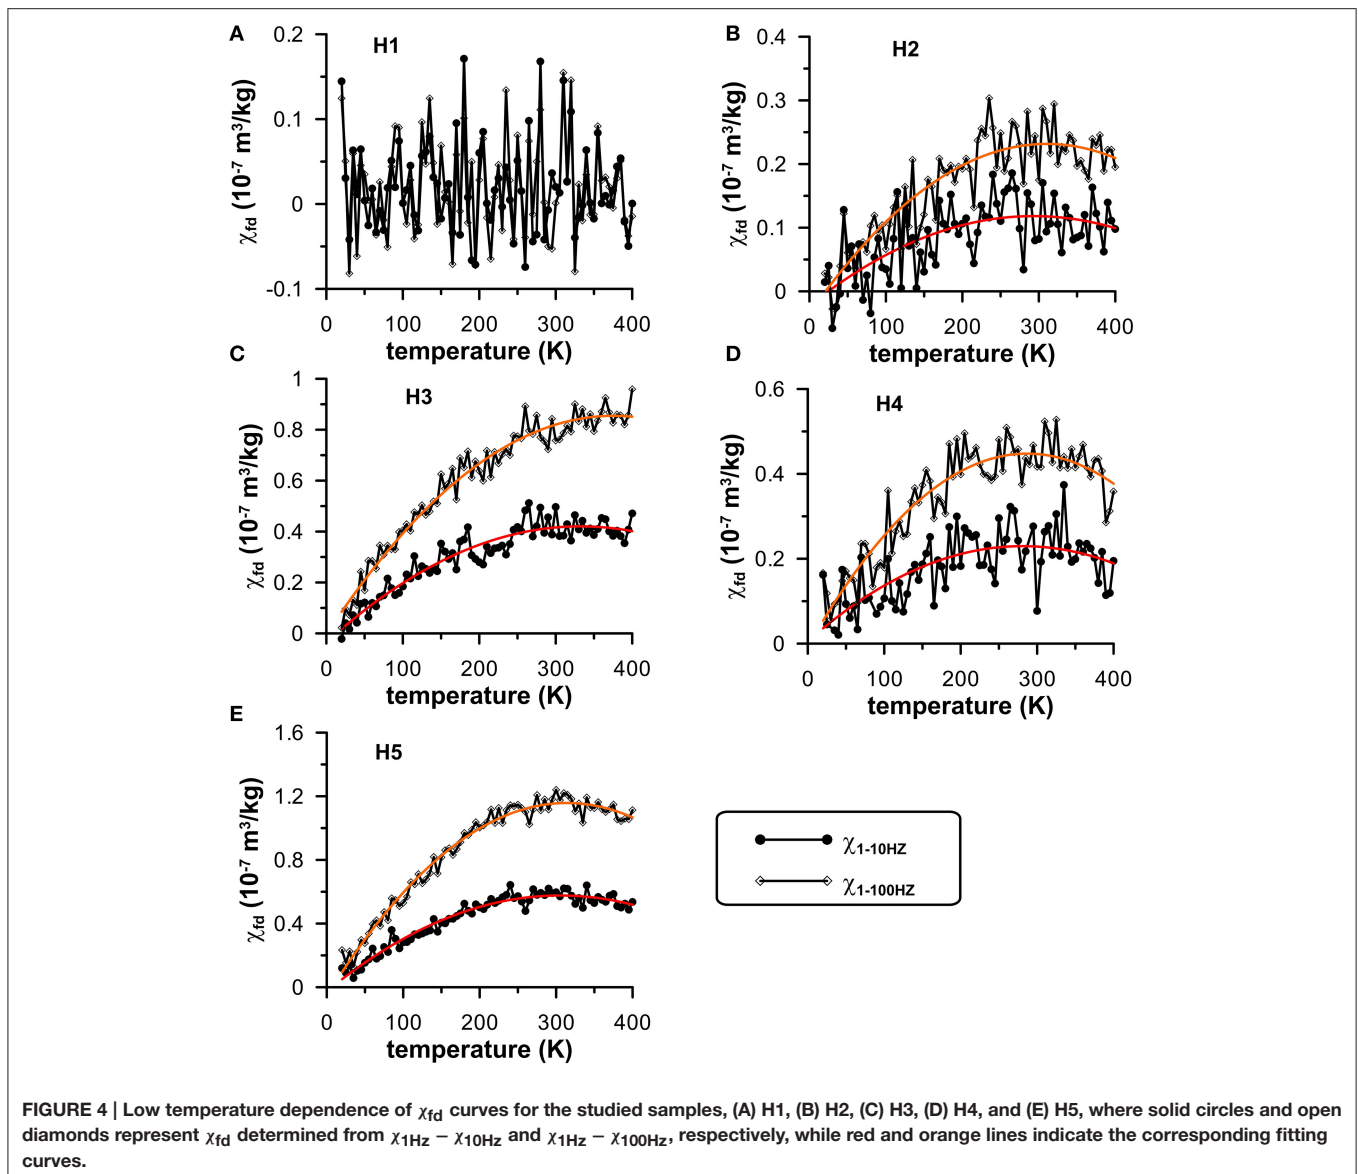 A
H1
0.2
0.1
0
-0.1
χfd (10-7 m3/kg)
0 100 200 300 400
temperature (K)
B
H2
0.4
0.3
0.2
0.1
0
χfd (10-7 m3/kg)
0 100 200 300 400
temperature (K)
C
H3
1
0.8
0.6
0.4
0.2
0
χfd (10-7 m3/kg)
0 100 200 300 400
temperature (K)
D
H4
0.6
0.4
0.2
0
χfd (10-7 m3/kg)
0 100 200 300 400
temperature (K)
E
H5
1.6
1.2
0.8
0.4
0
χfd (10-7 m3/kg)
0 100 200 300 400
temperature (K)
χ1-10HZ
χ1-100HZ
FIGURE 4 | Low temperature dependence of χfd curves for the studied samples, (A) H1, (B) H2, (C) H3, (D) H4, and (E) H5, where solid circles and open
diamonds represent χfd determined from χ1Hz − χ10Hz and χ1Hz − χ100Hz, respectively, while red and orange lines indicate the corresponding fitting
curves.